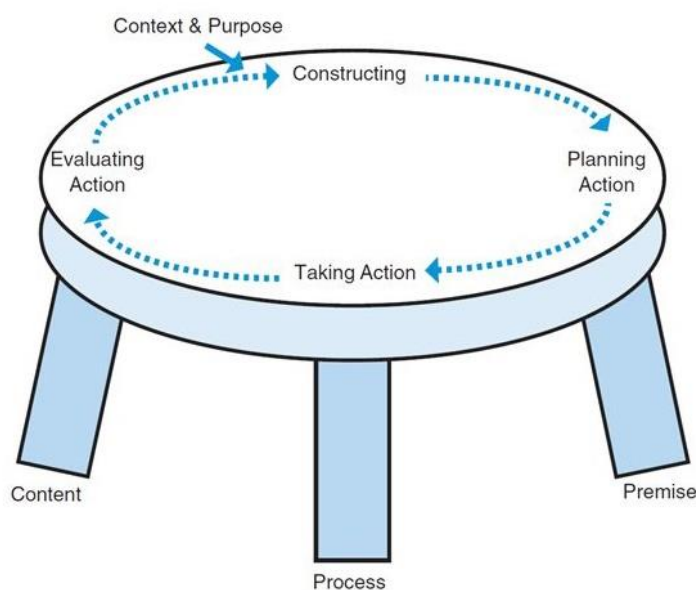 Context & Purpose
Constructing
Evaluating
Action
Planning
Action
Taking Action
Content
Premise
Process